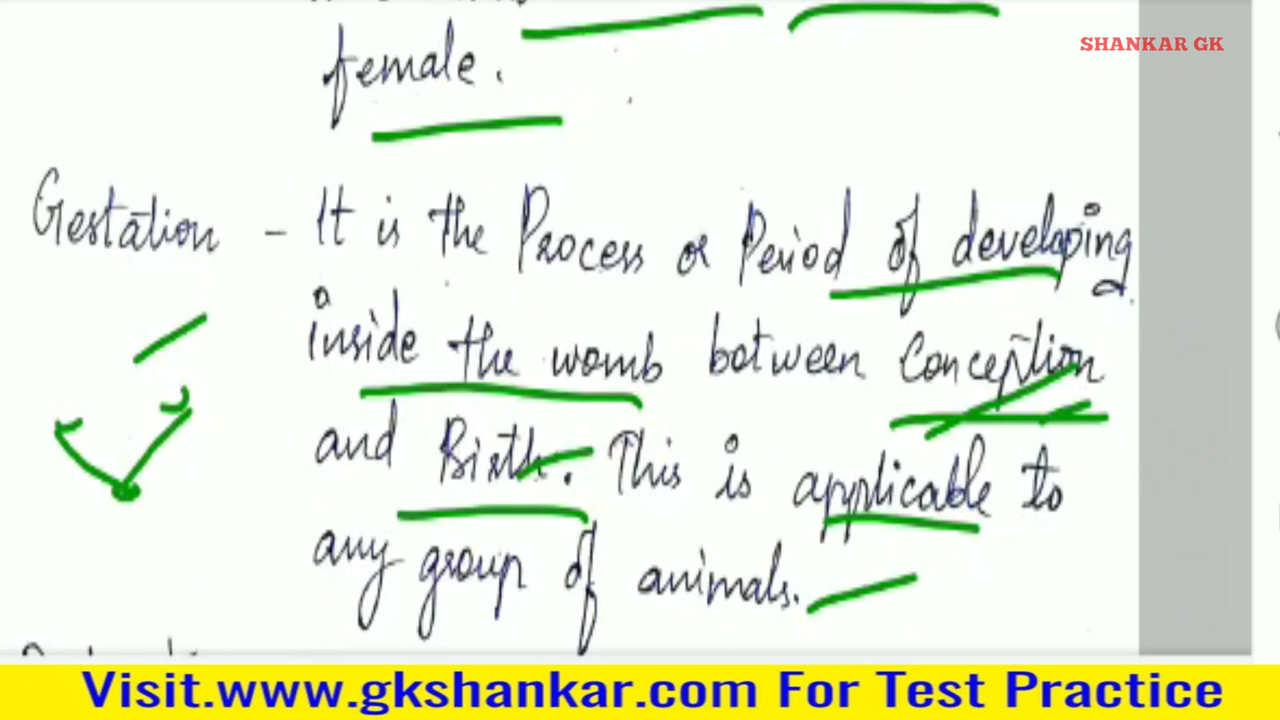 SHANKAR GK
female.
Gestation - It is the Process or Period of developing
inside the womb between Conception
and Birth. This is applicable to
any group of animals.
Visit.www.gkshankar.com For Test Practice